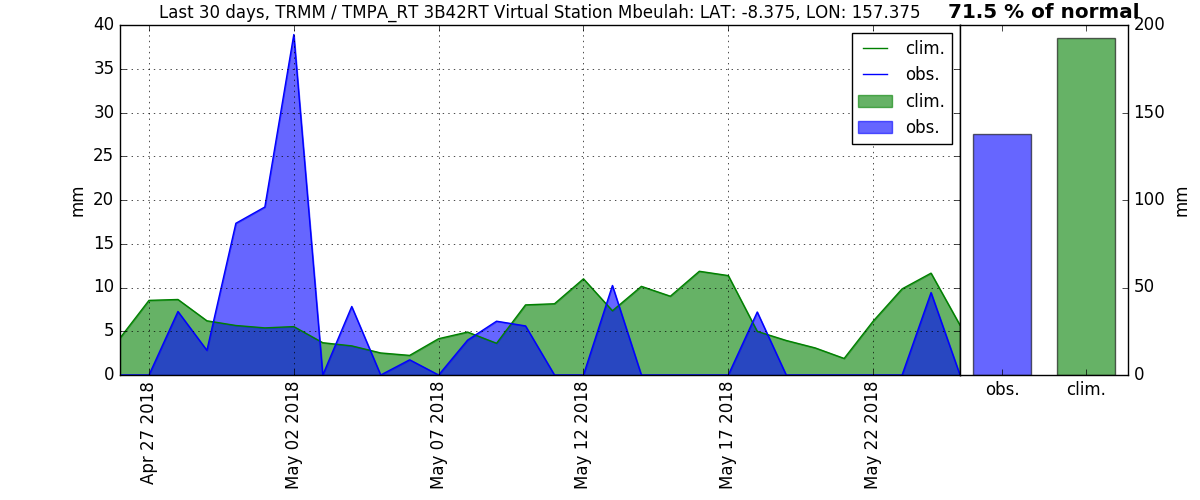 Last 30 days, TRMM / TMPA_RT 3B42RT Virtual Station Mbeulah: LAT: -8.375, LON: 157.375
71.5 % of normal
40
35
30
25
20
15
10
5
0
mm
clim.
obs.
clim.
obs.
200
150
100
50
0
mm
Apr 27 2018
May 02 2018
May 07 2018
May 12 2018
May 17 2018
May 22 2018
obs.
clim.